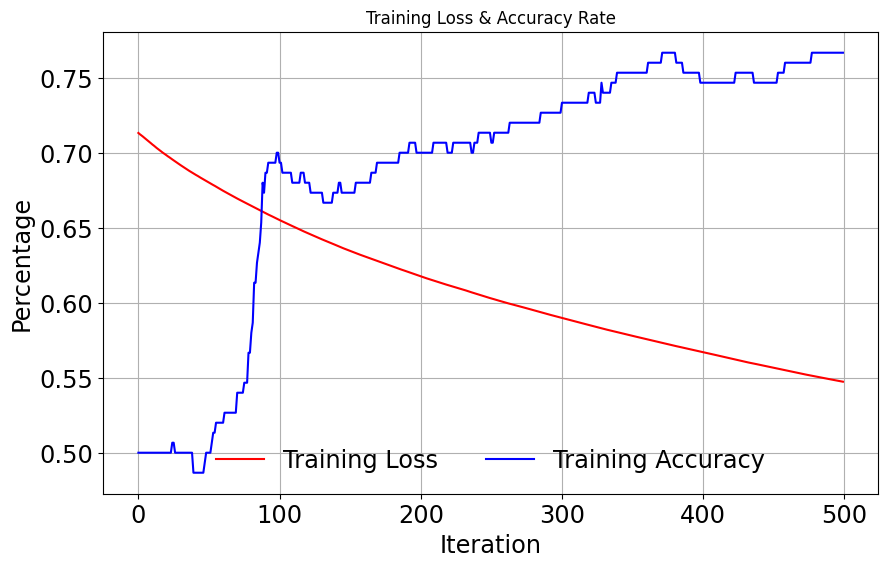 Training Loss & Accuracy Rate
0.75
0.70
0.65
0.60
0.55
0.50
Percentage
Training Loss
Training Accuracy
0 100 200 300 400 500
Iteration